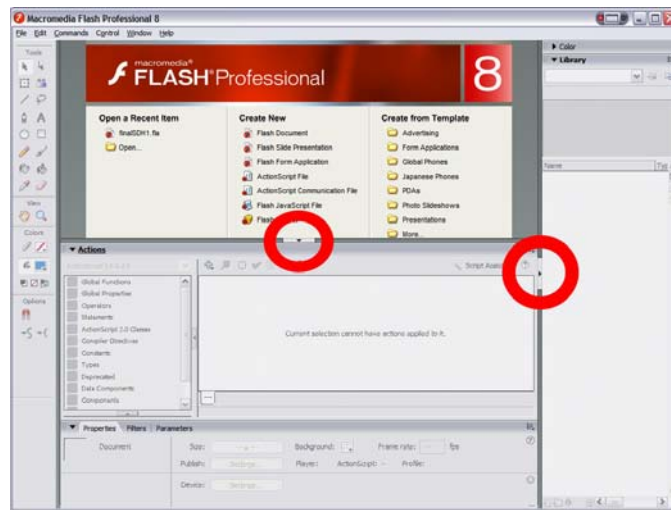 Macromedia Flash Professional 8
File Edit Commands Control Window Help
Tools
View
Colors
Options
macromedia®
FLASH® Professional 8
Open a Recent Item
finalSDH1.fla
Open...
Create New
Flash Document
Flash Slide Presentation
Flash Form Application
ActionScript File
ActionScript Communication File
Flash JavaScript File
Flash
Create from Template
Advertising
Form Applications
Global Phones
Japanese Phones
PDAs
Photo Slideshows
Presentations
More...
Color
Library
Name
Actions
Script Assist
Global Functions
Global Properties
Operators
Statements
ActionScript 2.0 Classes
Compiler Directives
Constants
Types
Deprecated
Data Components
Components
Current selection cannot have actions applied to it.
Properties Filters Parameters
Document
Size:
Background:
Frame rate:
fps
Publish:
Settings...
Player:
ActionScript:
Profile:
Device:
Settings...